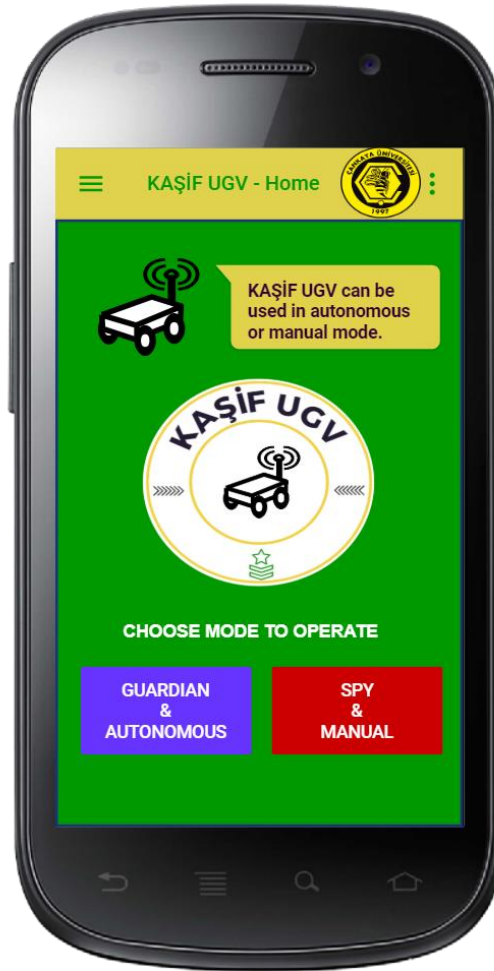 KAŞİF UGV - Home
ÇANKAYA ÜNİVERSİTESİ
1997
KAŞİF UGV can be
used in autonomous
or manual mode.
KAŞİF UGV
CHOOSE MODE TO OPERATE
GUARDIAN
&
AUTONOMOUS
SPY
&
MANUAL